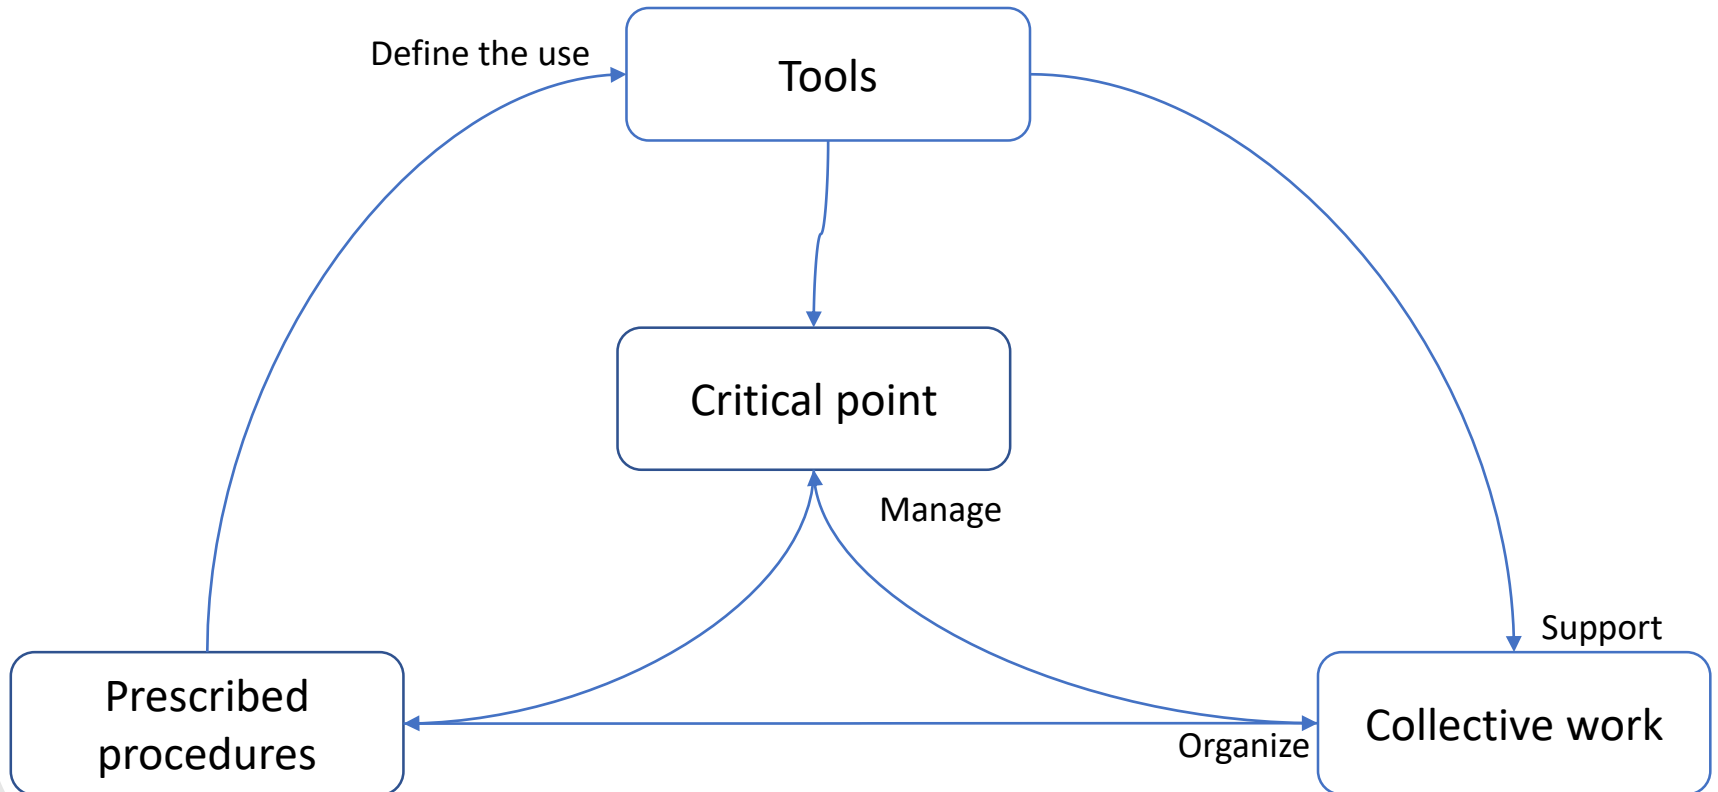 Define the use
Tools
Critical point
Manage
Support
Prescribed
procedures
Collective work
Organize